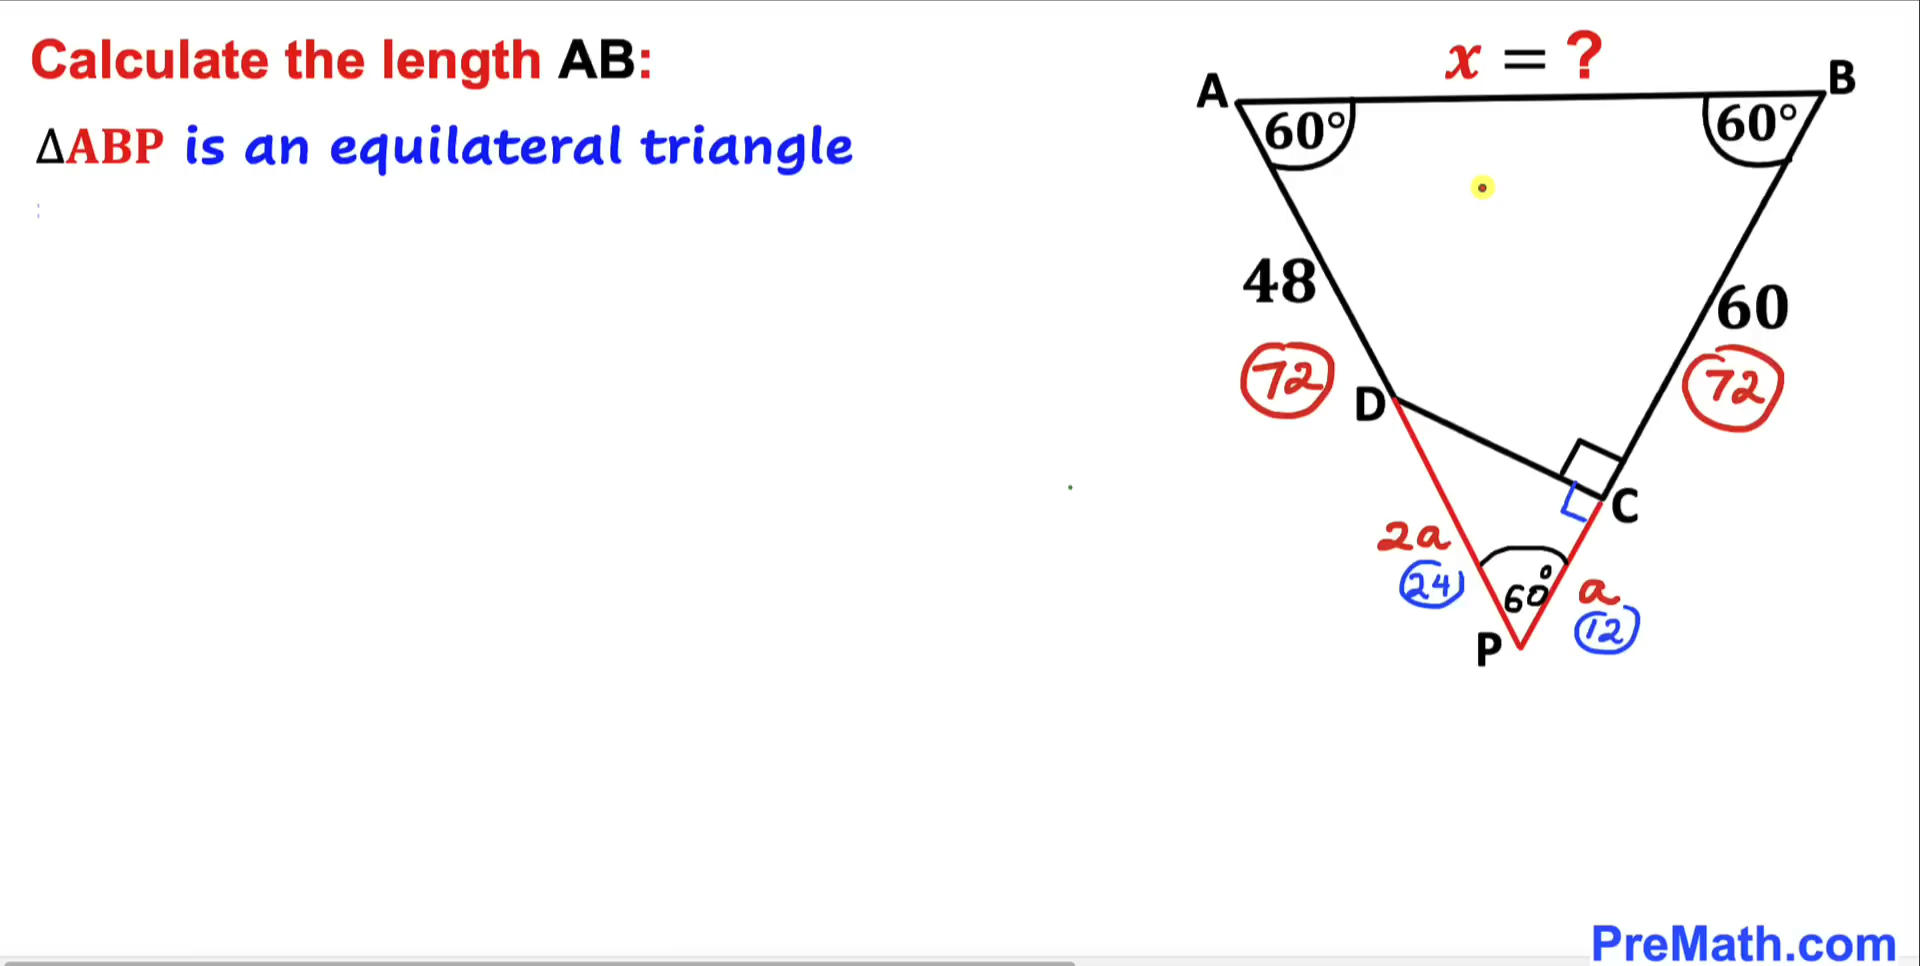 Calculate the length AB:
ΔABP is an equilateral triangle
:
x = ?
A
B
60°
60°
48
60
72
72
D
C
2a
24
60°
a
12
P
PreMath.com